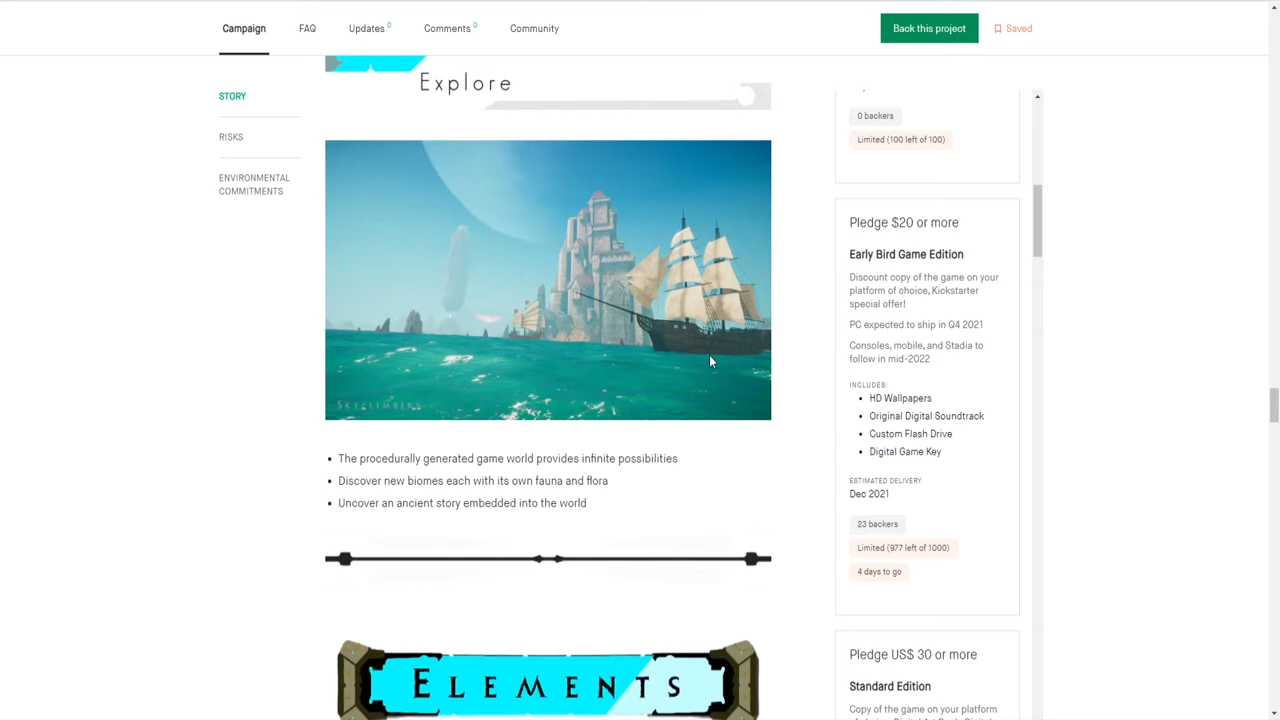 Campaign
FAQ
Updates 0
Comments 0
Community
Back this project
Saved
STORY
RISKS
ENVIRONMENTAL
COMMITMENTS
Explore
SKYCLIMBERS
• The procedurally generated game world provides infinite possibilities
• Discover new biomes each with its own fauna and flora
• Uncover an ancient story embedded into the world
ELEMENTS
0 backers
Limited (100 left of 100)
Pledge $20 or more
Early Bird Game Edition
Discount copy of the game on your
platform of choice, Kickstarter
special offer!
PC expected to ship in Q4 2021
Consoles, mobile, and Stadia to
follow in mid-2022
INCLUDES:
• HD Wallpapers
• Original Digital Soundtrack
• Custom Flash Drive
• Digital Game Key
ESTIMATED DELIVERY
Dec 2021
23 backers
Limited (977 left of 1000)
4 days to go
Pledge US$ 30 or more
Standard Edition
Copy of the game on your platform